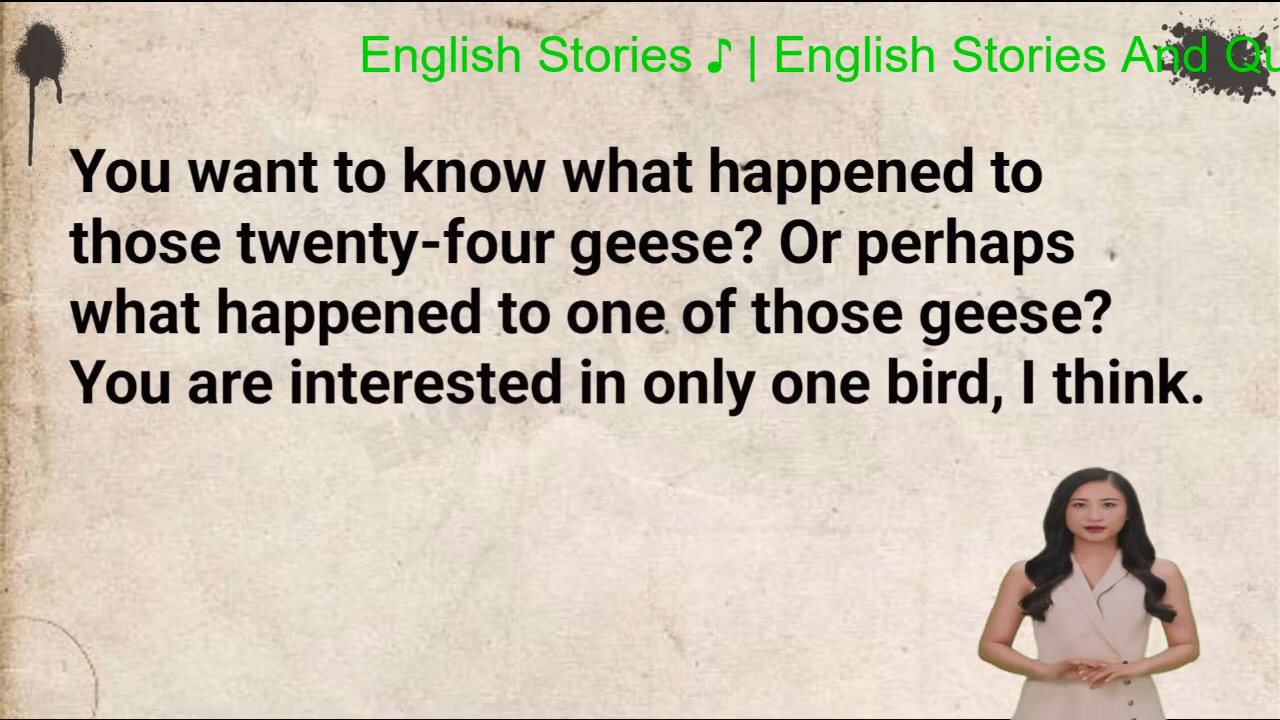 English Stories ♪ | English Stories And Qu
You want to know what happened to
those twenty-four geese? Or perhaps
what happened to one of those geese?
You are interested in only one bird, I think.